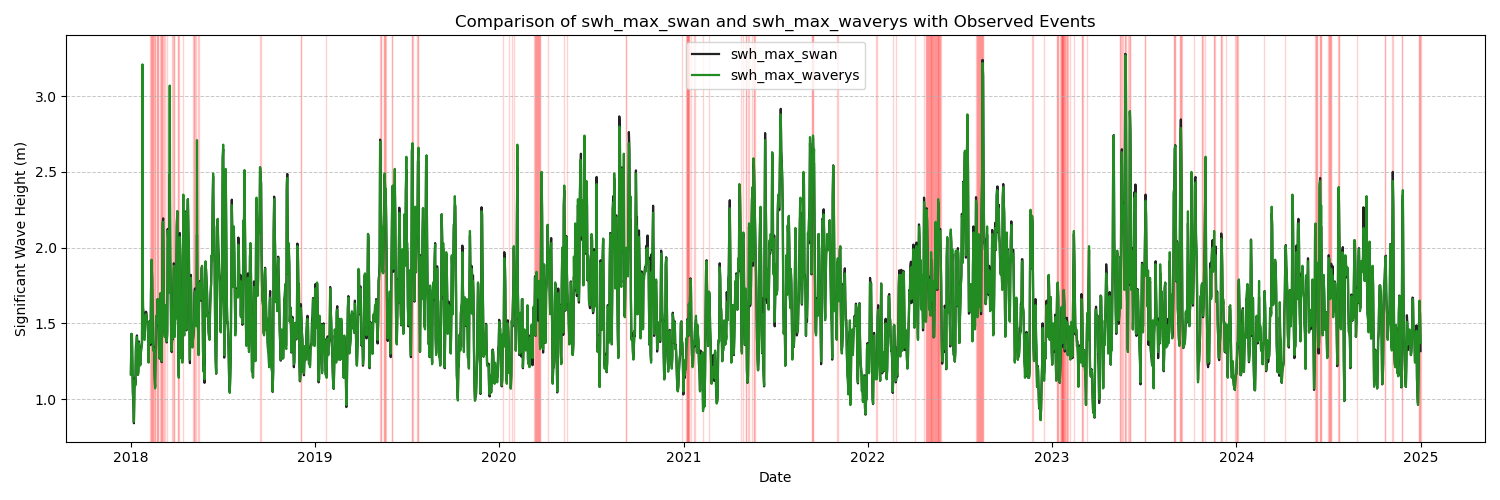 Comparison of swh_max_swan and swh_max_waverys with Observed Events
swh_max_swan
swh_max_waverys
Significant Wave Height (m)
3.0
2.5
2.0
1.5
1.0
2018 2019 2020 2021 2022 2023 2024 2025
Date